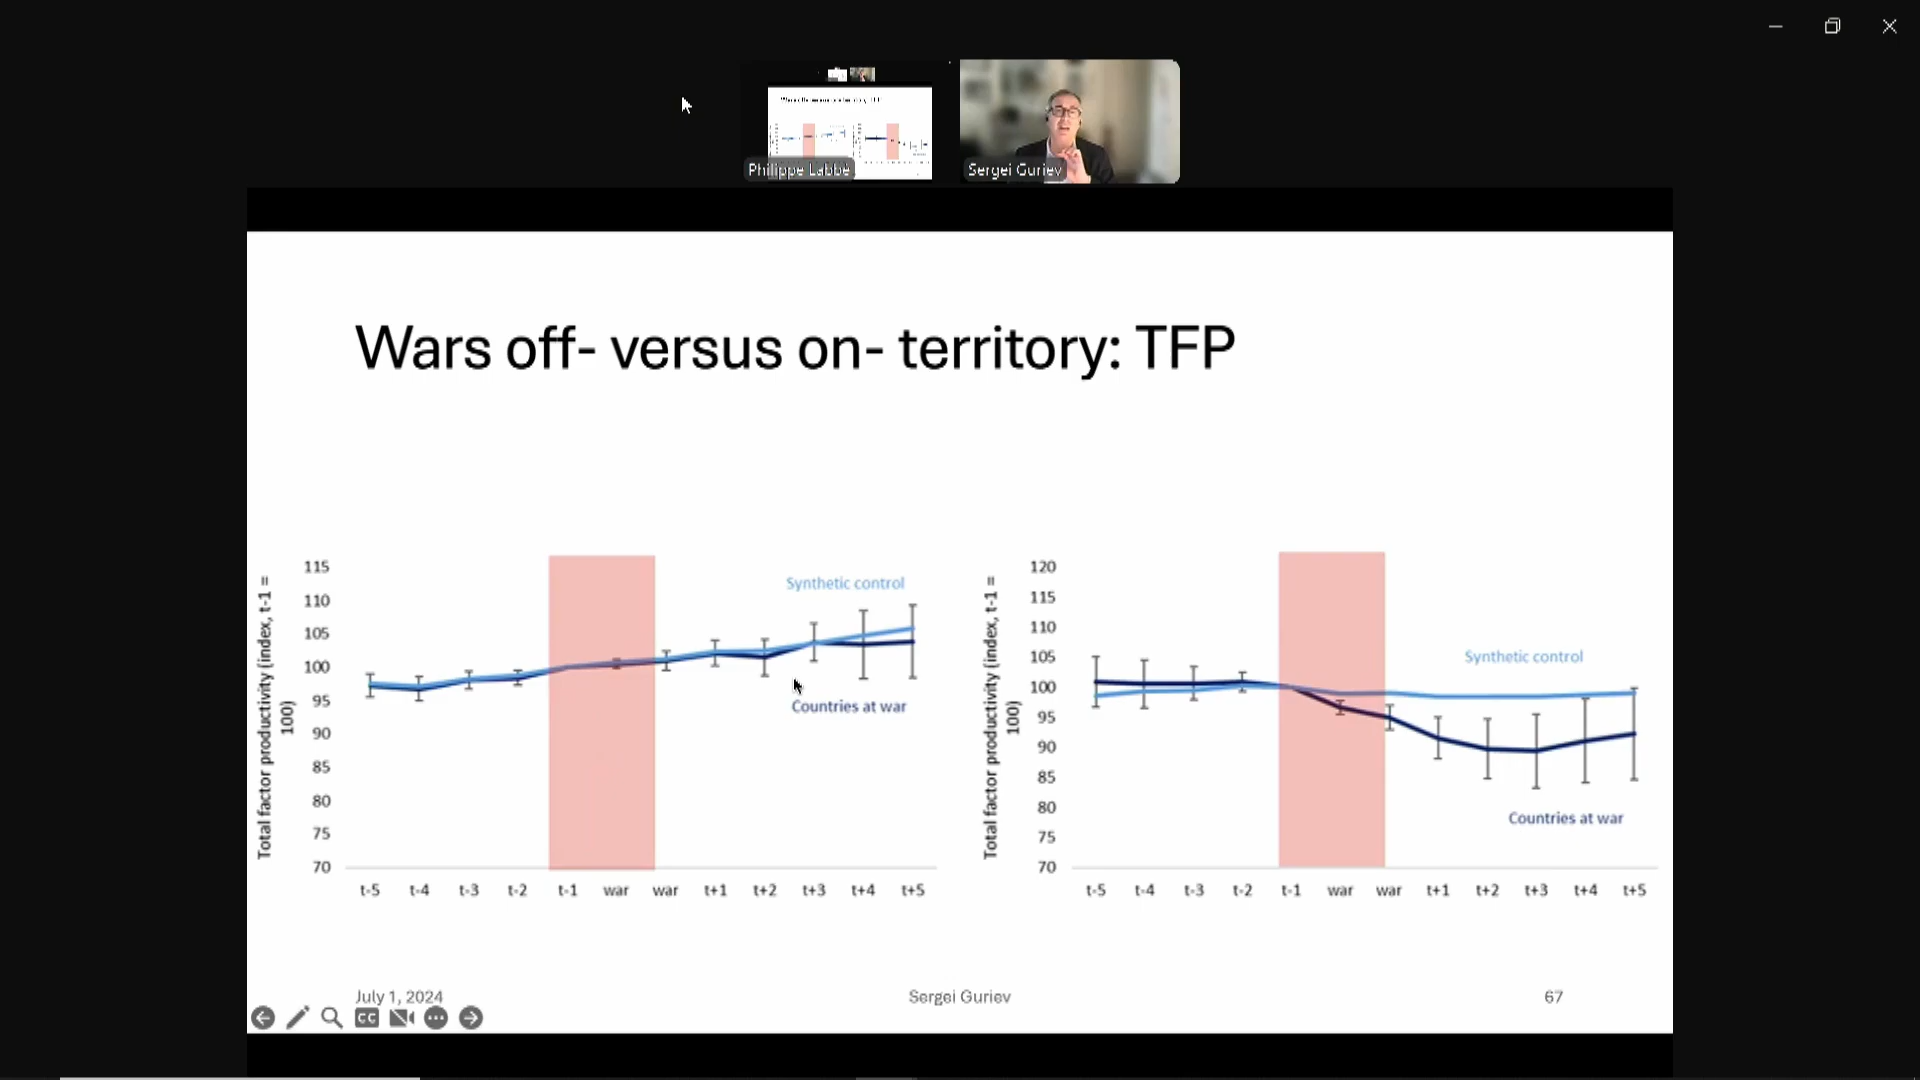 Philippe Labbé
Sergei Guriev
Wars off- versus on- territory: TFP
Total factor productivity (index, t-1 =
100)
115
110
105
100
95
90
85
80
75
70
Synthetic control
Countries at war
t-5 t-4 t-3 t-2 t-1 war war t+1 t+2 t+3 t+4 t+5
Total factor productivity (index, t-1 =
100)
120
115
110
105
100
95
90
85
80
75
70
Synthetic control
Countries at war
t-5 t-4 t-3 t-2 t-1 war war t+1 t+2 t+3 t+4 t+5
July 1, 2024
Sergei Guriev
67
CC